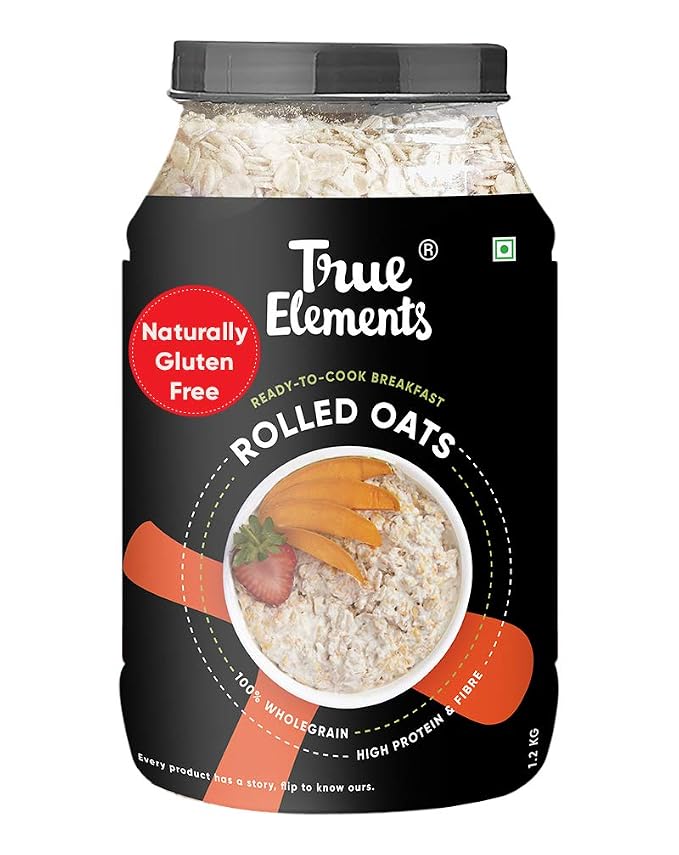 True ®
Elements
Naturally
Gluten
Free
READY-TO-COOK BREAKFAST
ROLLED OATS
100% WHOLEGRAIN
HIGH PROTEIN & FIBRE
Every product has a story, flip to know ours.
1.2 KG